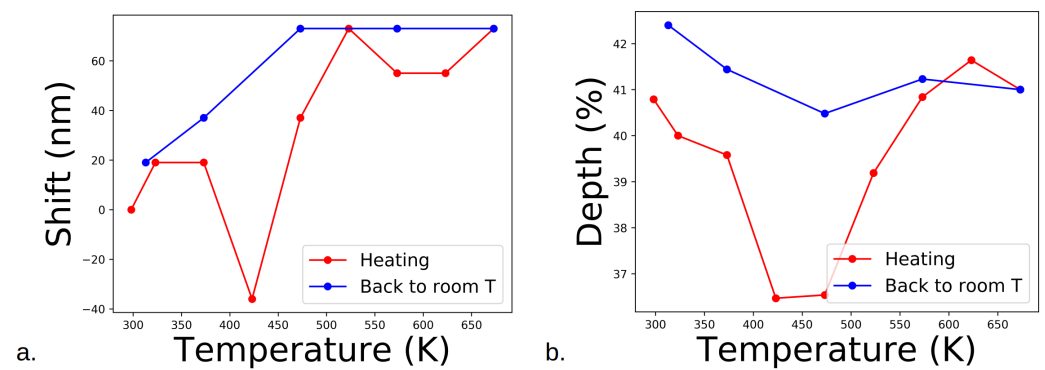 60
40
20
0
−20
−40
Shift (nm)
300 350 400 450 500 550 600 650
Temperature (K)
Heating
Back to room T
a.
42
41
40
39
38
37
Depth (%)
300 350 400 450 500 550 600 650
Temperature (K)
Heating
Back to room T
b.